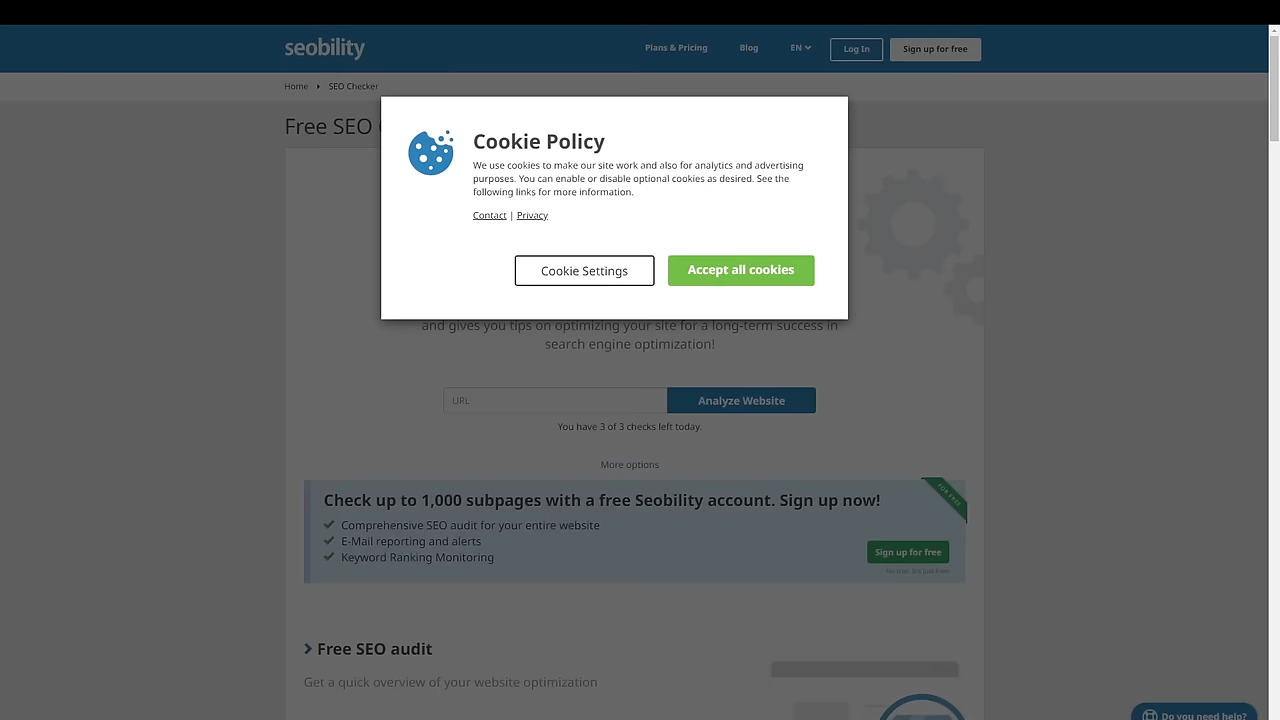 seobility
Plans & Pricing
Blog
EN
Log In
Sign up for free
Home
SEO Checker
Free SEO
Cookie Policy
We use cookies to make our site work and also for analytics and advertising
purposes. You can enable or disable optional cookies as desired. See the
following links for more information.
Contact | Privacy
Cookie Settings
Accept all cookies
and gives you tips on optimizing your site for a long-term success in
search engine optimization!
URL
Analyze Website
You have 3 of 3 checks left today.
More options
Check up to 1,000 subpages with a free Seobility account. Sign up now!
FOR FREE
Comprehensive SEO audit for your entire website
E-Mail reporting and alerts
Keyword Ranking Monitoring
Sign up for free
Free SEO audit
Get a quick overview of your website optimization
Do you need help?